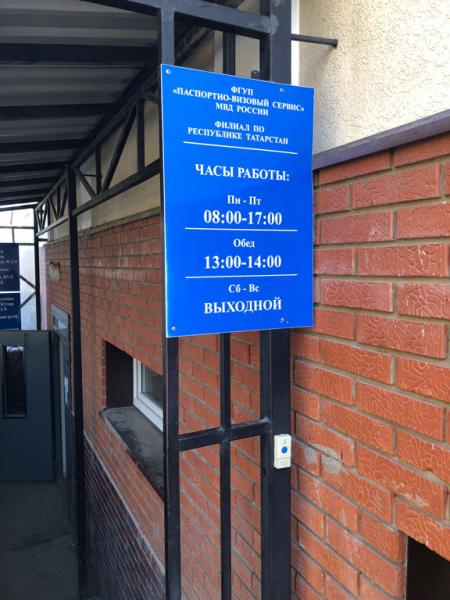 ФГУП
«ПАСПОРТНО-ВИЗОВЫЙ СЕРВИС»
МВД РОССИИ
ФИЛИАЛ ПО
РЕСПУБЛИКЕ ТАТАРСТАН
ЧАСЫ РАБОТЫ:
Пн - Пт
08:00-17:00
Обед
13:00-14:00
Сб - Вс
ВЫХОДНОЙ